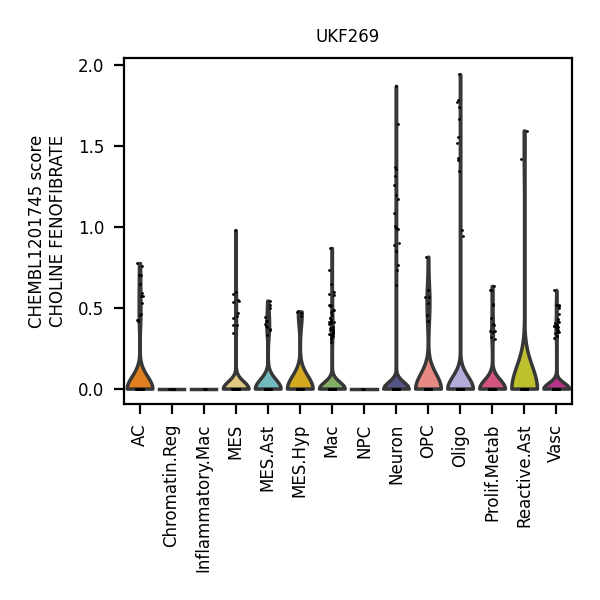 UKF269
CHEMBL1201745 score
CHOLINE FENOFIBRATE
2.0
1.5
1.0
0.5
0.0
AC
Chromatin.Reg
Inflammatory.Mac
MES
MES.Ast
MES.Hyp
Mac
NPC
Neuron
OPC
Oligo
Prolif.Metab
Reactive.Ast
Vasc